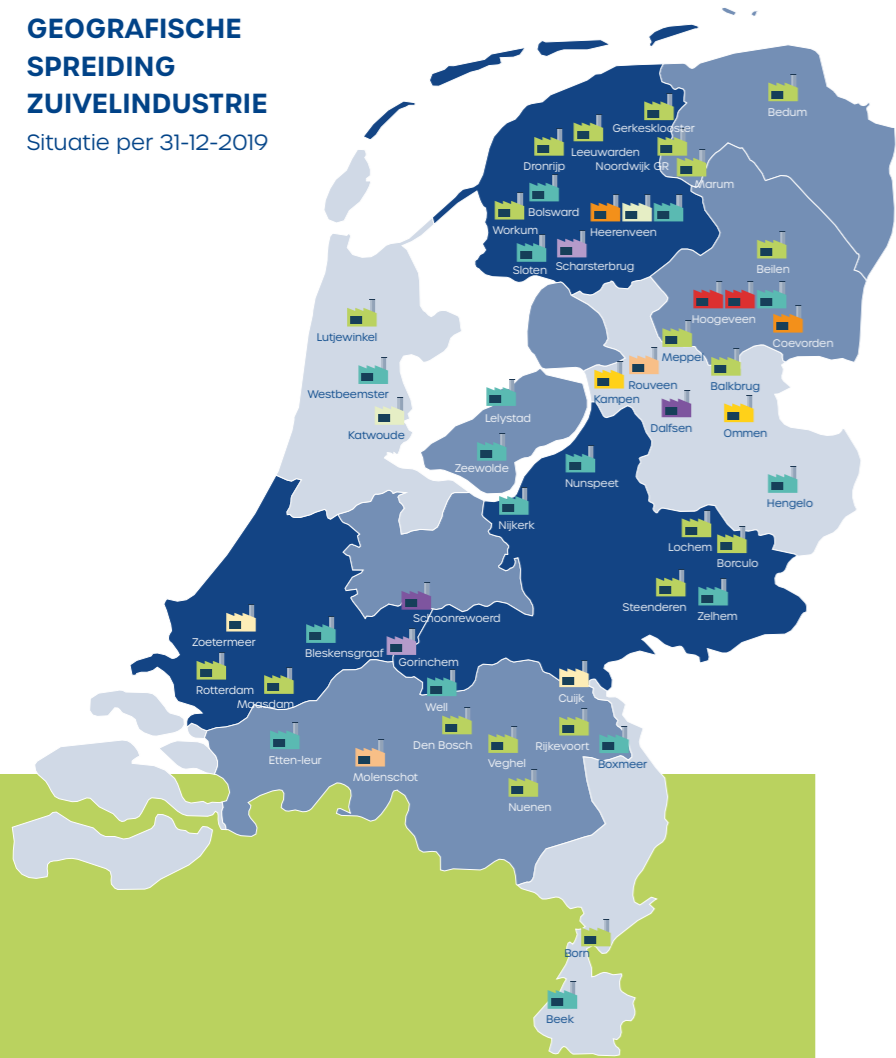 GEOGRAFISCHE
SPREIDING
ZUIVELINDUSTRIE
Situatie per 31-12-2019
Bedum
Gerkesklooster
Leeuwarden
Dronrijp
Noordwijk GR
Marum
Bolsward
Workum
Heerenveen
Sloten
Scharsterbrug
Beilen
Hoogeveen
Coevorden
Lutjewinkel
Meppel
Westbeemster
Rouveen
Balkbrug
Kampen
Katwoude
Lelystad
Dalfsen
Ommen
Zeewolde
Nunspeet
Hengelo
Nijkerk
Lochem
Borculo
Steenderen
Zelhem
Schoonrewoerd
Zoetermeer
Bleskensgraaf
Gorinchem
Rotterdam
Maasdam
Cuijk
Well
Den Bosch
Rijkevoort
Veghel
Etten-leur
Boxmeer
Molenschot
Nuenen
Born
Beek